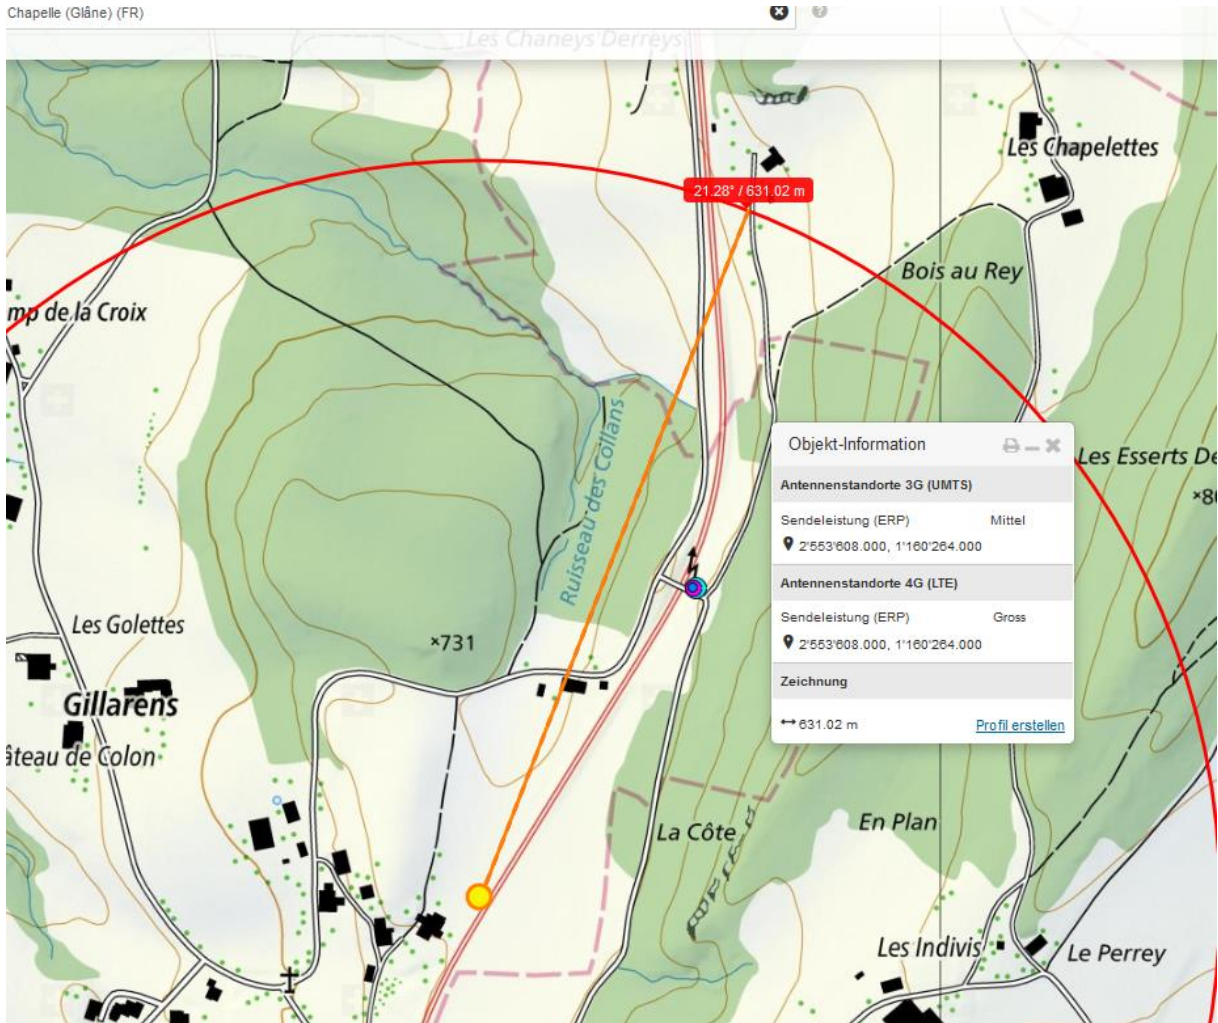 Chapelle (Glâne) (FR)
Les Chaneys Derreys
Les Chapelettes
21.28° / 631.02 m
Bois au Rey
mp de la Croix
Ruisseau des Collans
Objekt-Information
Les Esserts De
Antennenstandorte 3G (UMTS)
×80
Sendeleistung (ERP) Mittel
2'553'608.000, 1'160'264.000
Antennenstandorte 4G (LTE)
Sendeleistung (ERP) Gross
2'553'608.000, 1'160'264.000
Zeichnung
631.02 m Profil erstellen
Les Golettes
×731
Gillarens
âteau de Colon
La Côte
En Plan
Les Indivis
Le Perrey